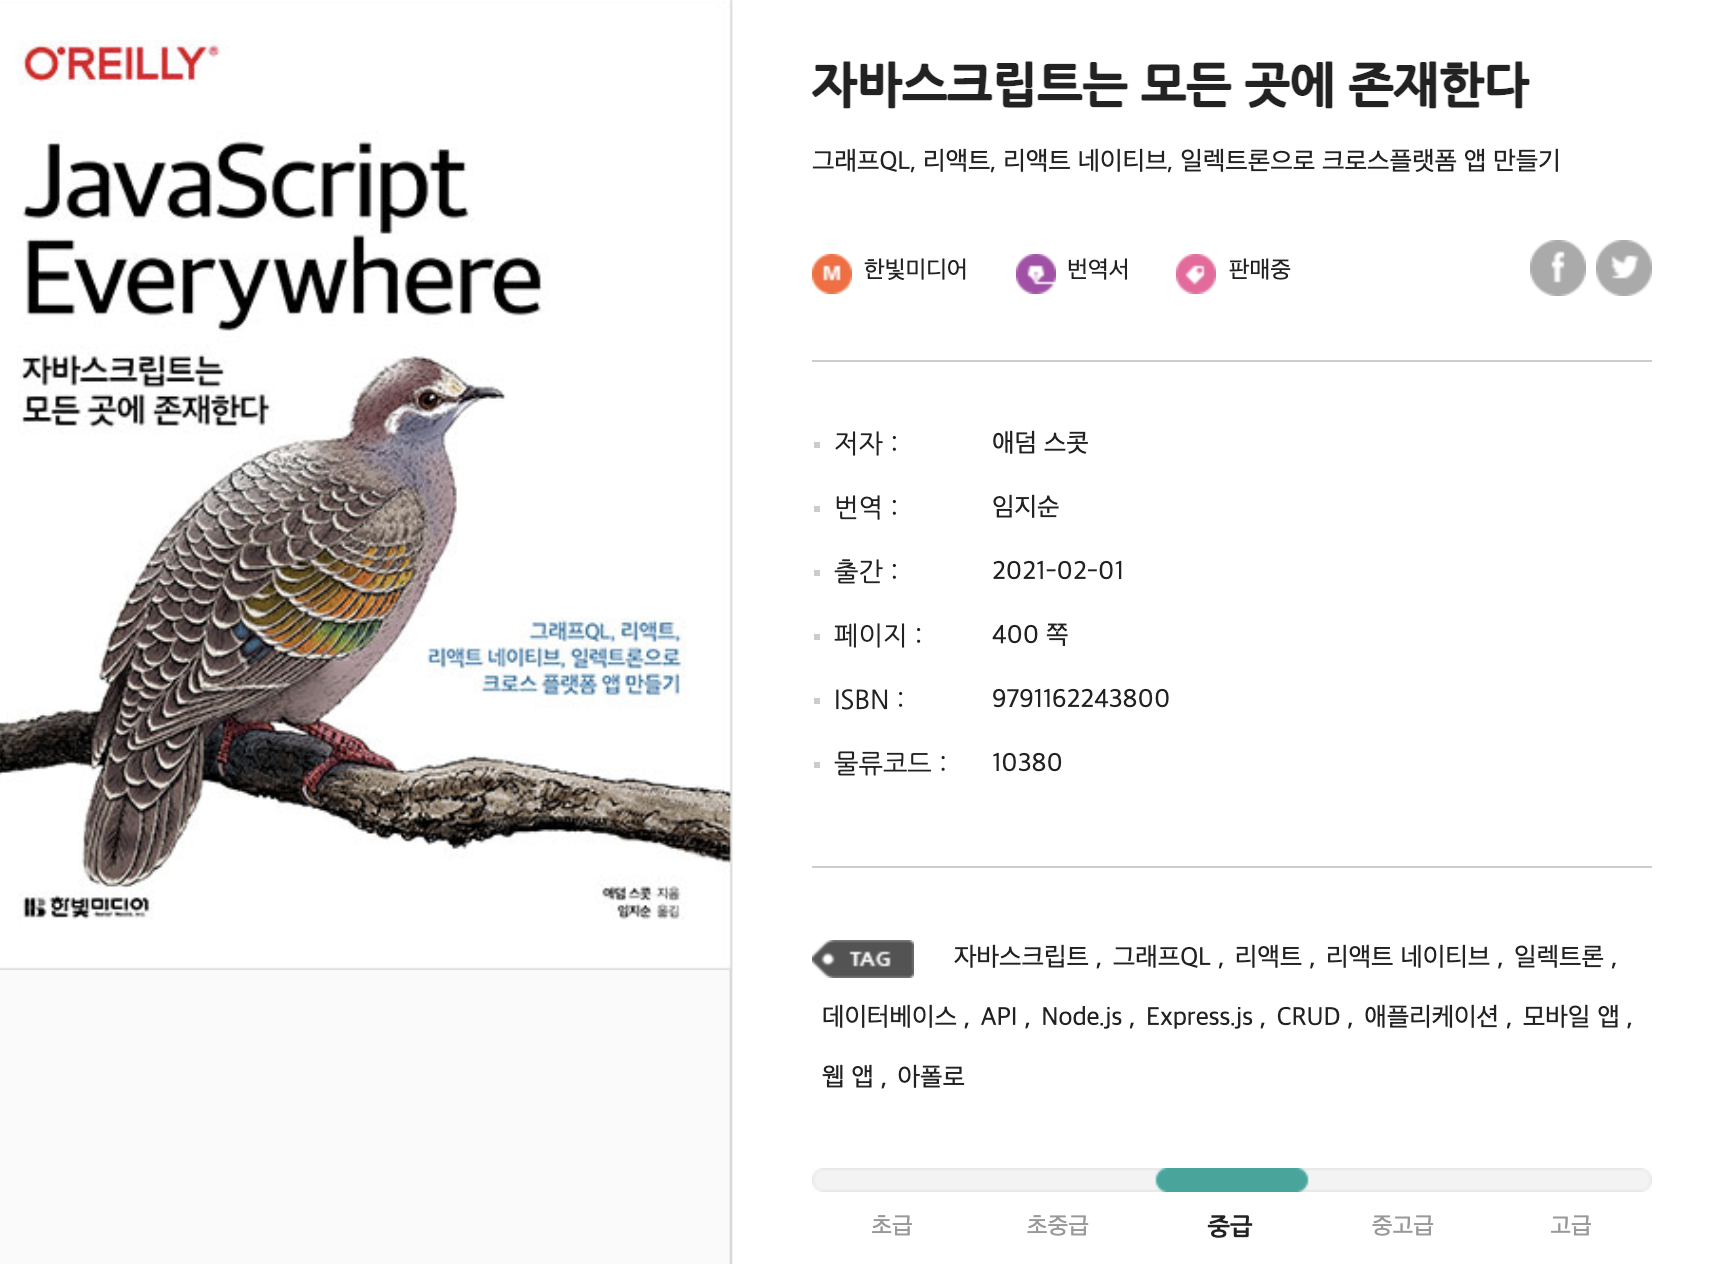 O'REILLY®
JavaScript
Everywhere
자바스크립트는
모든 곳에 존재한다
그래프QL, 리액트,
리액트 네이티브, 일렉트론으로
크로스 플랫폼 앱 만들기
한빛미디어
애덤 스콧 지음
임지순 옮김
자바스크립트는 모든 곳에 존재한다
그래프QL, 리액트, 리액트 네이티브, 일렉트론으로 크로스플랫폼 앱 만들기
M 한빛미디어 번역서 판매중 f
저자 : 애덤 스콧
번역 : 임지순
출간 : 2021-02-01
페이지 : 400 쪽
ISBN : 9791162243800
물류코드 : 10380
TAG 자바스크립트 , 그래프QL , 리액트 , 리액트 네이티브 , 일렉트론 ,
데이터베이스 , API , Node.js , Express.js , CRUD , 애플리케이션 , 모바일 앱 ,
웹 앱 , 아폴로
초급 초중급 중급 중고급 고급